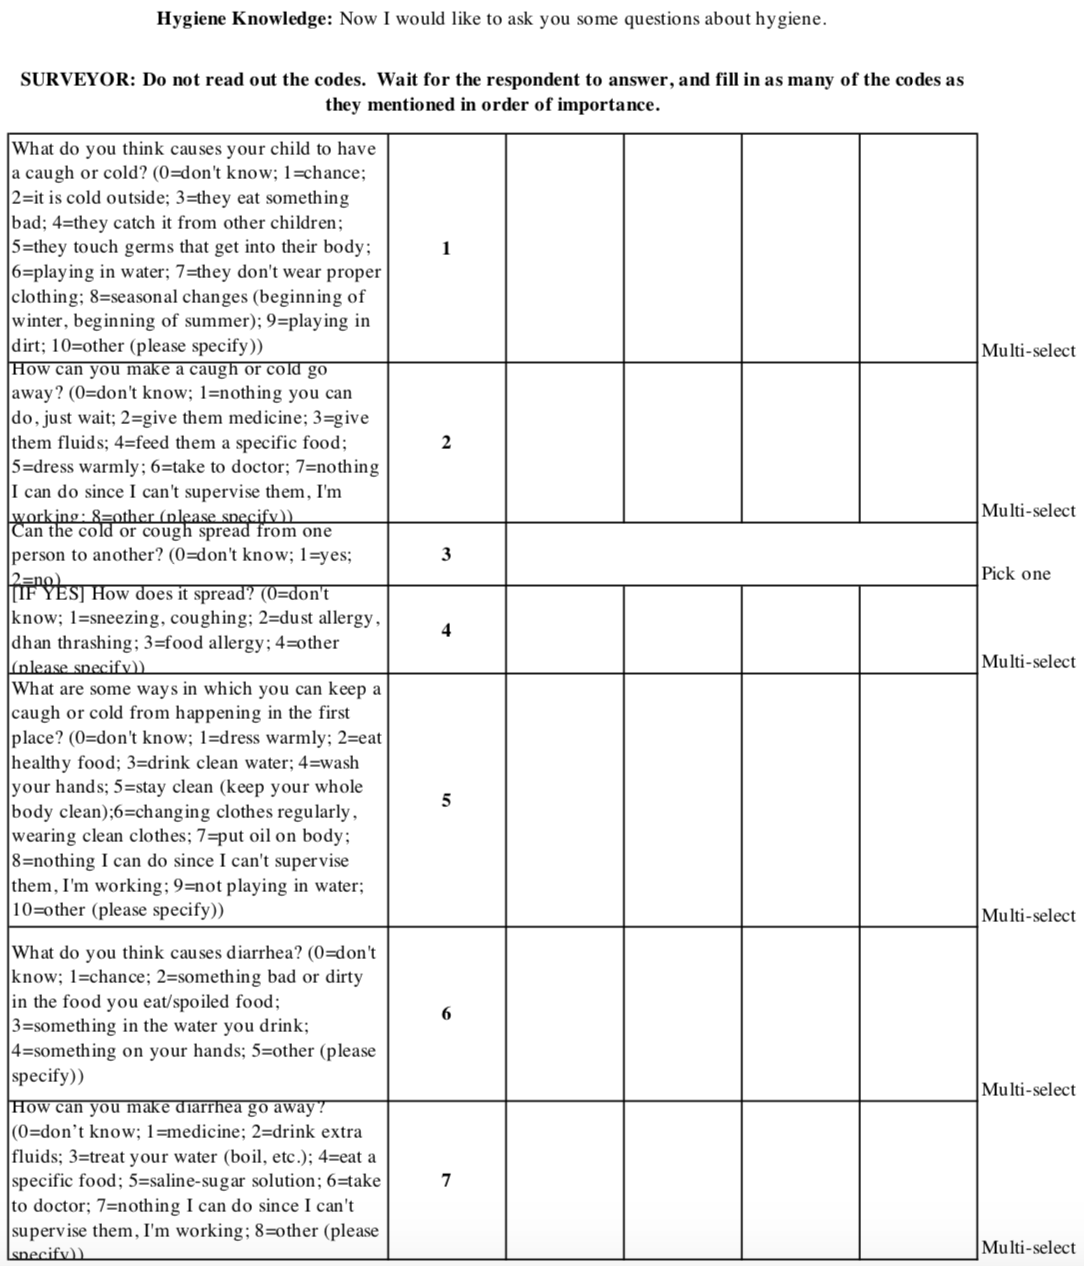 Hygiene Knowledge: Now I would like to ask you some questions about hygiene.
SURVEYOR: Do not read out the codes. Wait for the respondent to answer, and fill in as many of the codes as
they mentioned in order of importance.
What do you think causes your child to have
a caugh or cold? (0=don't know; 1=chance;
2=it is cold outside; 3=they eat something
bad; 4=they catch it from other children;
5=they touch germs that get into their body;
6=playing in water; 7=they don't wear proper
clothing; 8=seasonal changes (beginning of
winter, beginning of summer); 9=playing in
dirt; 10=other (please specify))
1
Multi-select
How can you make a caugh or cold go
away? (0=don't know; 1=nothing you can
do, just wait; 2=give them medicine; 3=give
them fluids; 4=feed them a specific food;
5=dress warmly; 6=take to doctor; 7=nothing
I can do since I can't supervise them, I'm
working; 8=other (please specify))
2
Multi-select
Can the cold or cough spread from one
person to another? (0=don't know; 1=yes;
2=no)
3
Pick one
[IF YES] How does it spread? (0=don't
know; 1=sneezing, coughing; 2=dust allergy,
dhan thrashing; 3=food allergy; 4=other
(please specify))
4
Multi-select
What are some ways in which you can keep a
caugh or cold from happening in the first
place? (0=don't know; 1=dress warmly; 2=eat
healthy food; 3=drink clean water; 4=wash
your hands; 5=stay clean (keep your whole
body clean);6=changing clothes regularly,
wearing clean clothes; 7=put oil on body;
8=nothing I can do since I can't supervise
them, I'm working; 9=not playing in water;
10=other (please specify))
5
Multi-select
What do you think causes diarrhea? (0=don't
know; 1=chance; 2=something bad or dirty
in the food you eat/spoiled food;
3=something in the water you drink;
4=something on your hands; 5=other (please
specify))
6
Multi-select
How can you make diarrhea go away?
(0=don’t know; 1=medicine; 2=drink extra
fluids; 3=treat your water (boil, etc.); 4=eat a
specific food; 5=saline-sugar solution; 6=take
to doctor; 7=nothing I can do since I can't
supervise them, I'm working; 8=other (please
specify))
7
Multi-select